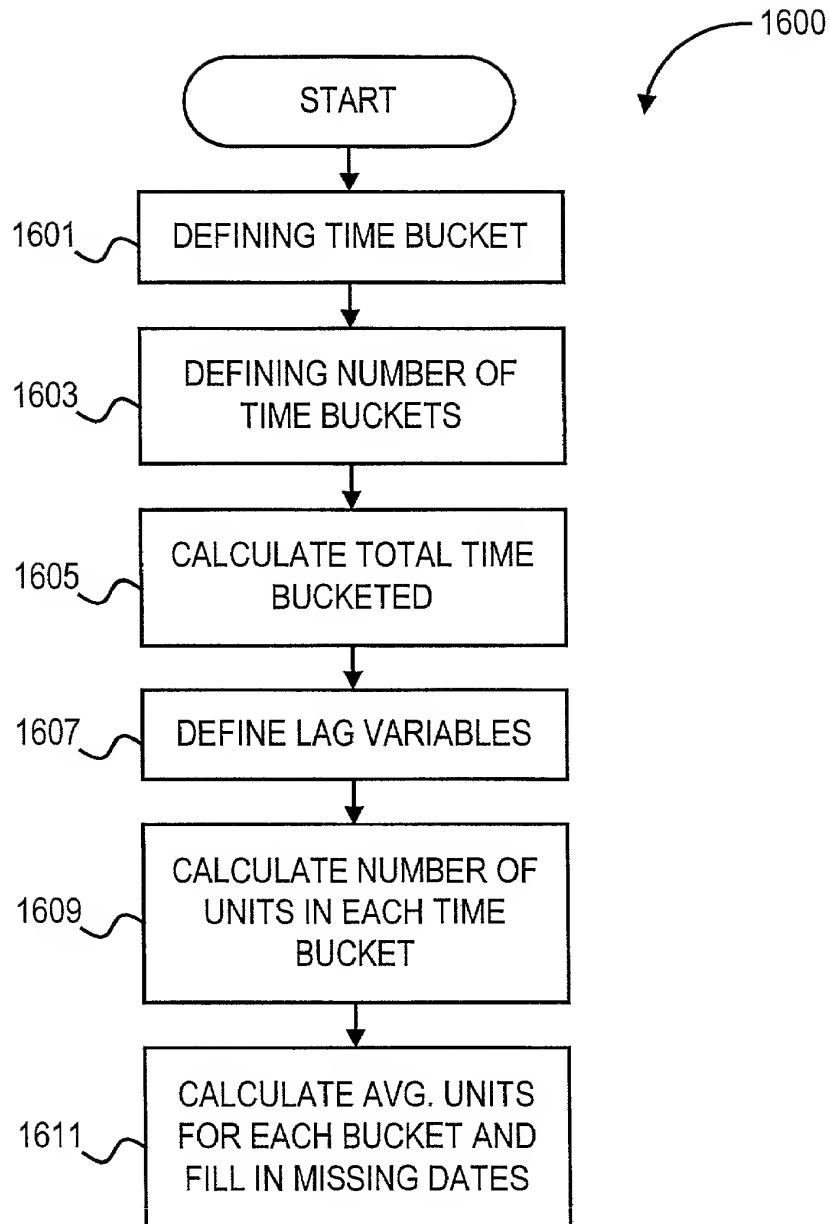 1600
START
1601
DEFINING TIME BUCKET
1603
DEFINING NUMBER OF
TIME BUCKETS
1605
CALCULATE TOTAL TIME
BUCKETED
1607
DEFINE LAG VARIABLES
1609
CALCULATE NUMBER OF
UNITS IN EACH TIME
BUCKET
1611
CALCULATE AVG. UNITS
FOR EACH BUCKET AND
FILL IN MISSING DATES